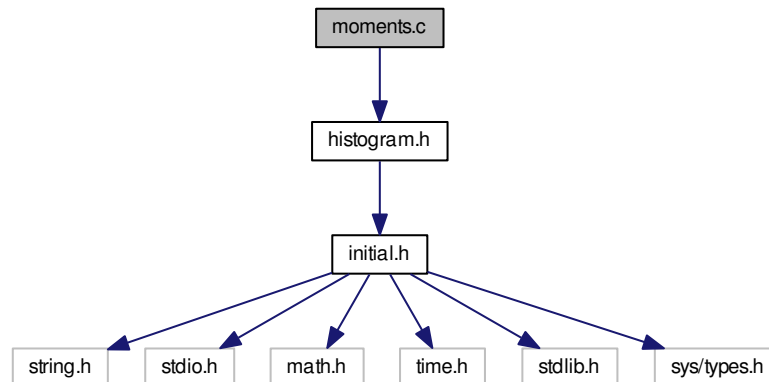 moments.c
histogram.h
initial.h
string.h
stdio.h
math.h
time.h
stdlib.h
sys/types.h